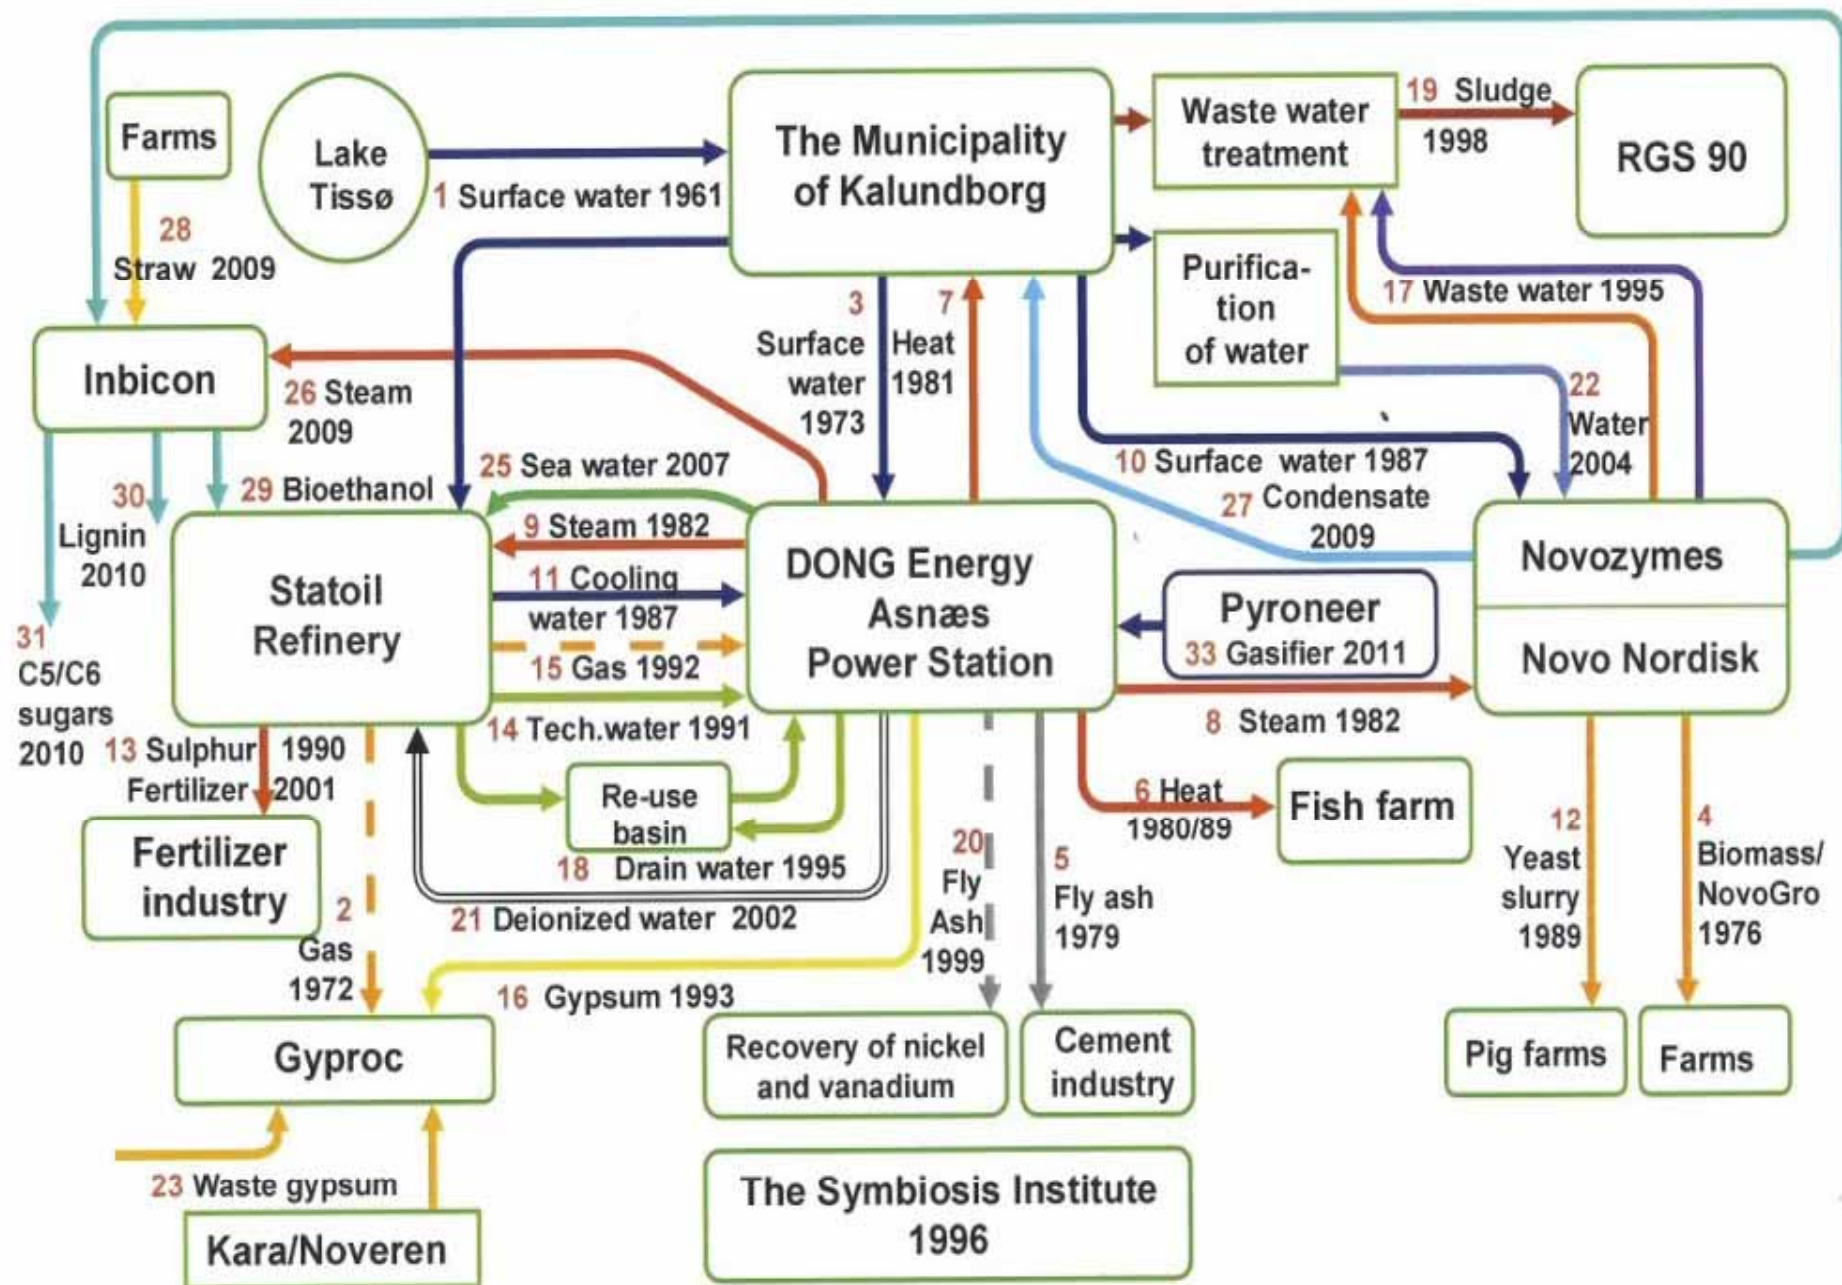 Farms
Lake
Tissø
The Municipality
of Kalundborg
Waste water
treatment
19 Sludge
1998
RGS 90
1 Surface water 1961
28
Straw 2009
Purifica-
tion
of water
17 Waste water 1995
3
Surface
water
1973
7
Heat
1981
Inbicon
26 Steam
2009
22
Water
2004
10 Surface water 1987
27 Condensate
2009
25 Sea water 2007
29 Bioethanol
30
Lignin
2010
9 Steam 1982
11 Cooling
water 1987
15 Gas 1992
14 Tech.water 1991
Statoil
Refinery
DONG Energy
Asnæs
Power Station
Pyroneer
33 Gasifier 2011
Novozymes
Novo Nordisk
8 Steam 1982
31
C5/C6
sugars
2010
13 Sulphur 1990
Fertilizer 2001
Fertilizer
industry
Re-use
basin
18 Drain water 1995
21 Deionized water 2002
6 Heat
1980/89
Fish farm
2
Gas
1972
20
Fly
Ash
1999
5
Fly ash
1979
12
Yeast
slurry
1989
4
Biomass/
NovoGro
1976
16 Gypsum 1993
Gyproc
Recovery of nickel
and vanadium
Cement
industry
Pig farms
Farms
23 Waste gypsum
Kara/Noveren
The Symbiosis Institute
1996